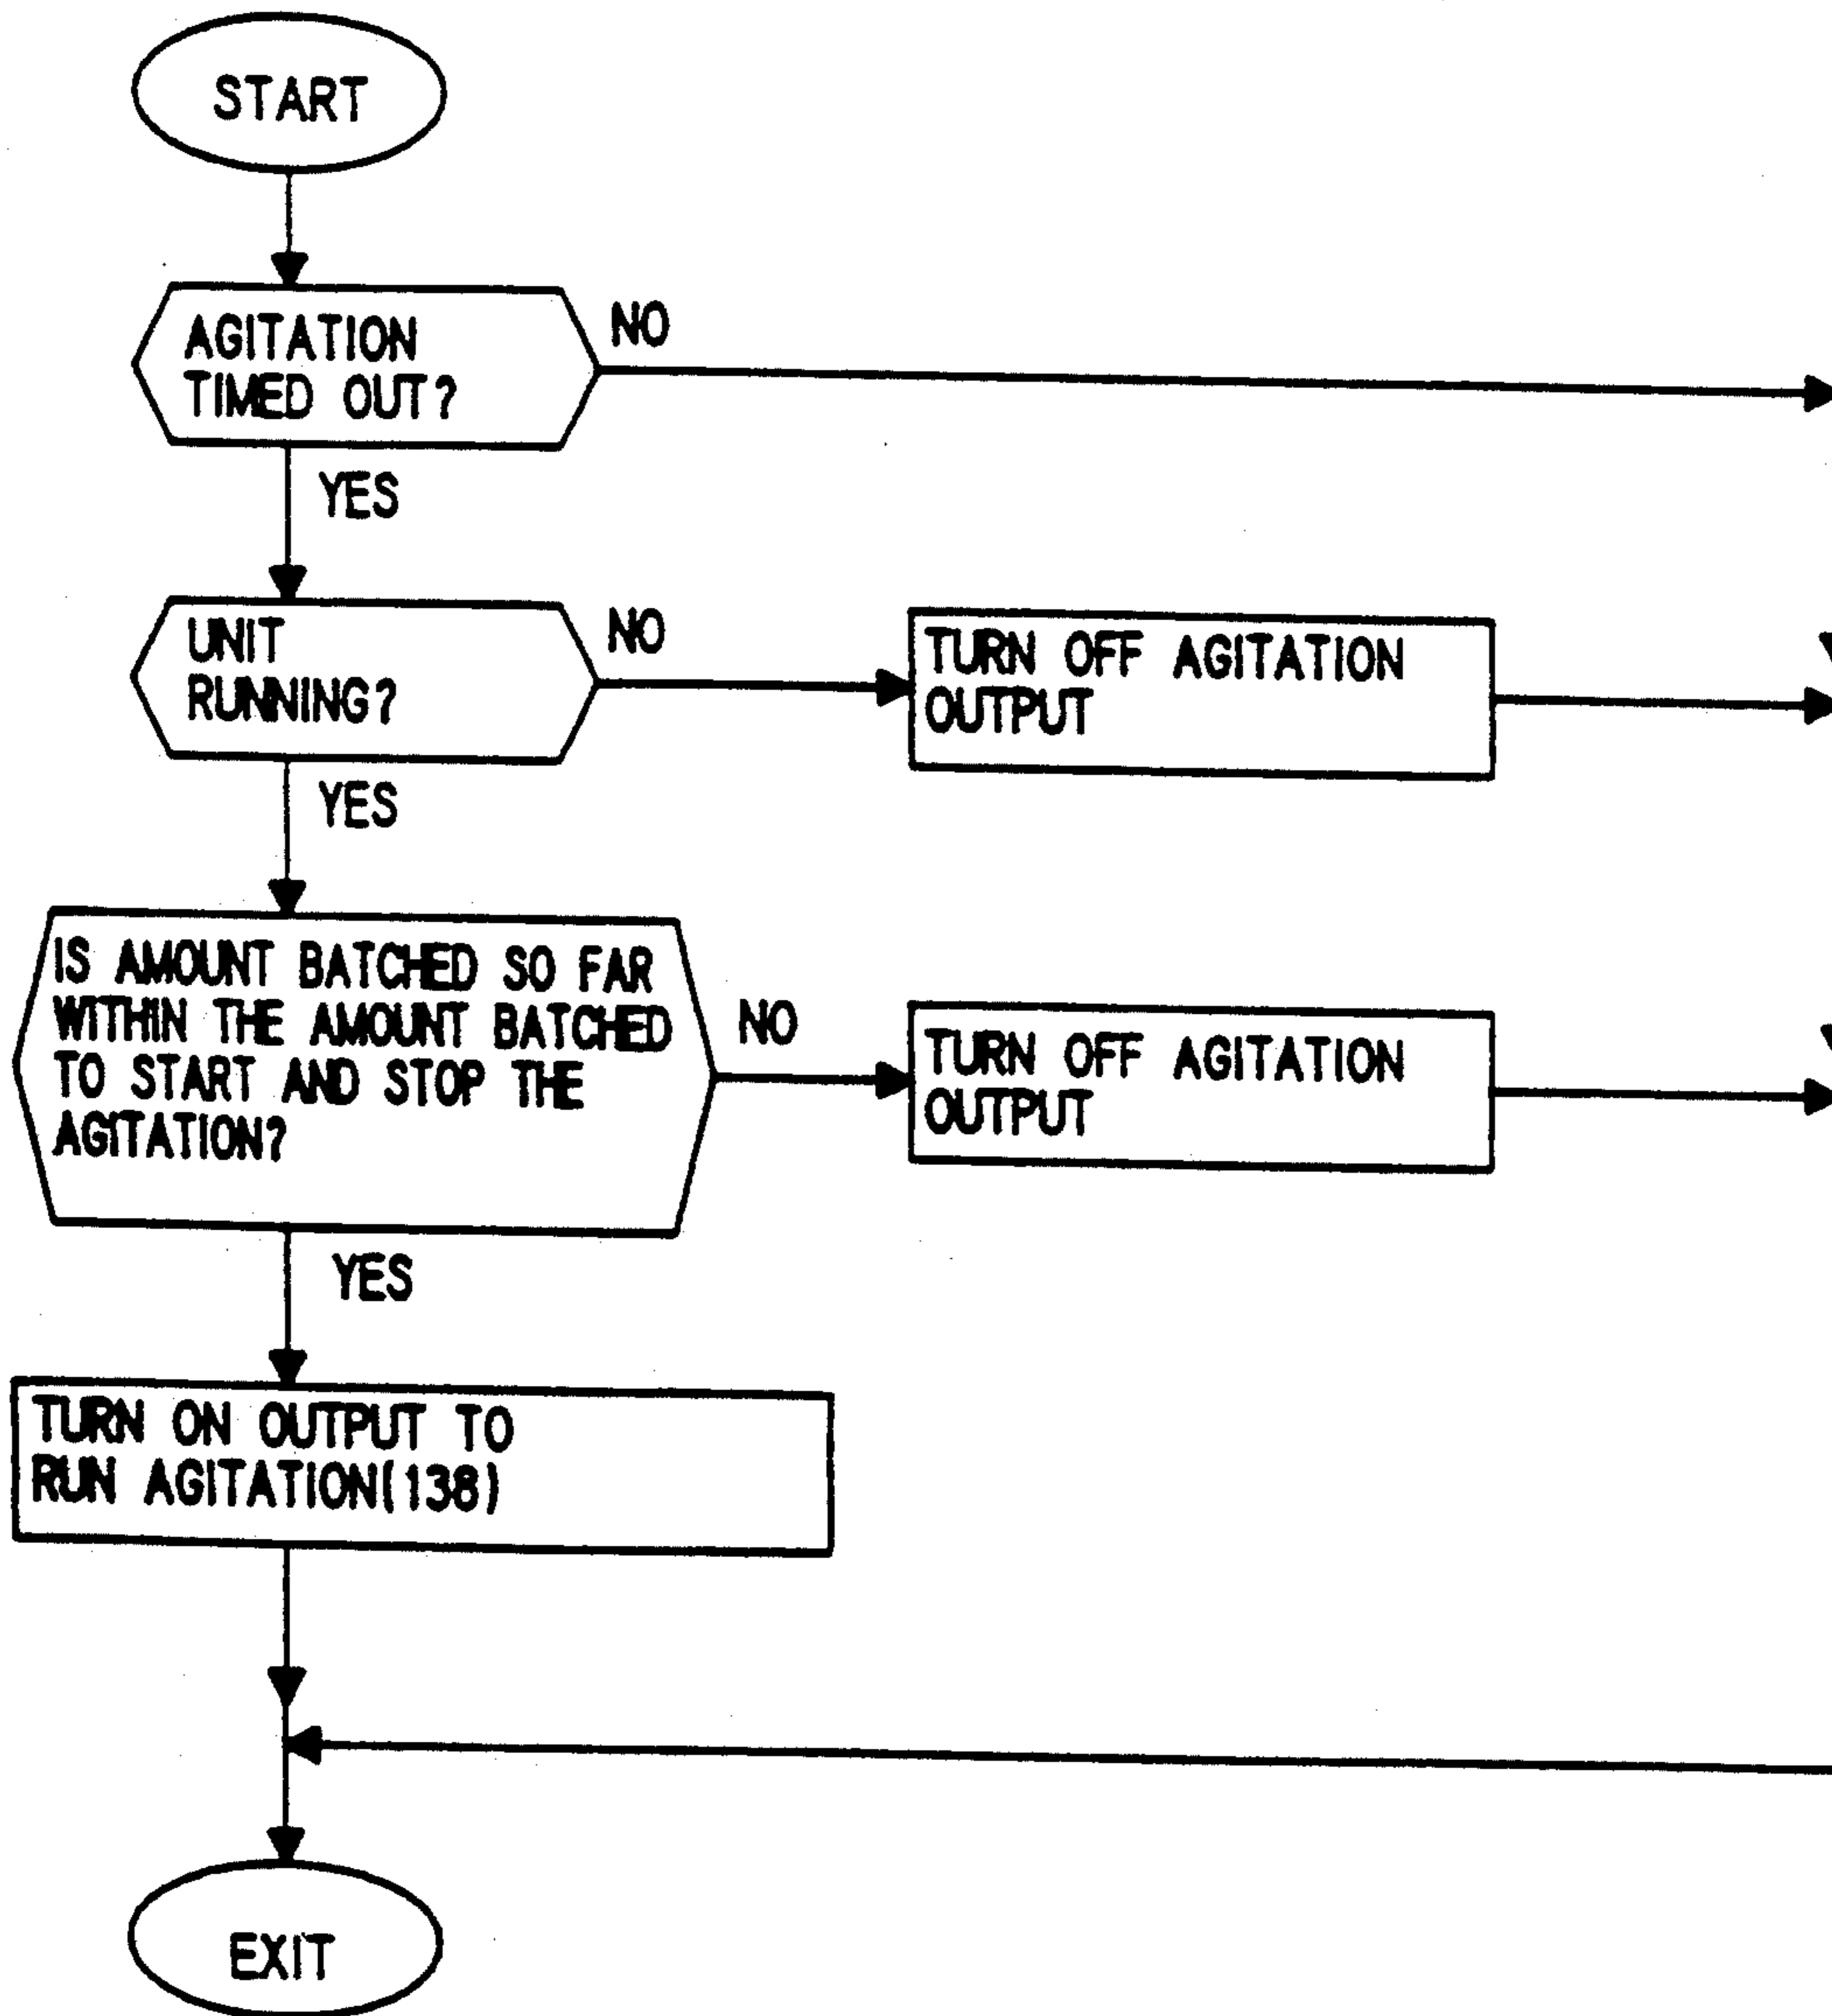 START
AGITATION
TIMED OUT?
NO
YES
UNIT
RUNNING?
NO
TURN OFF AGITATION
OUTPUT
YES
IS AMOUNT BATCHED SO FAR
WITHIN THE AMOUNT BATCHED
TO START AND STOP THE
AGITATION?
NO
TURN OFF AGITATION
OUTPUT
YES
TURN ON OUTPUT TO
RUN AGITATION(138)
EXIT